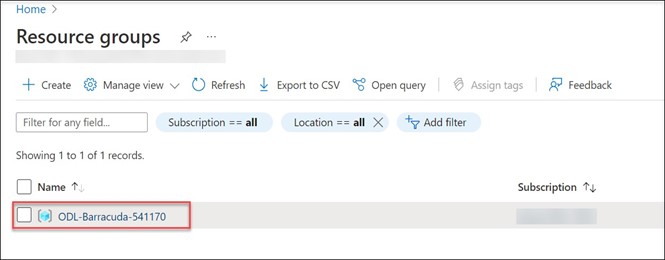 Home >
Resource groups
+ Create Manage view Refresh Export to CSV Open query Assign tags Feedback
Filter for any field... Subscription == all Location == all Add filter
Showing 1 to 1 of 1 records.
Name ↑↓ Subscription ↑↓
ODL-Barracuda-541170